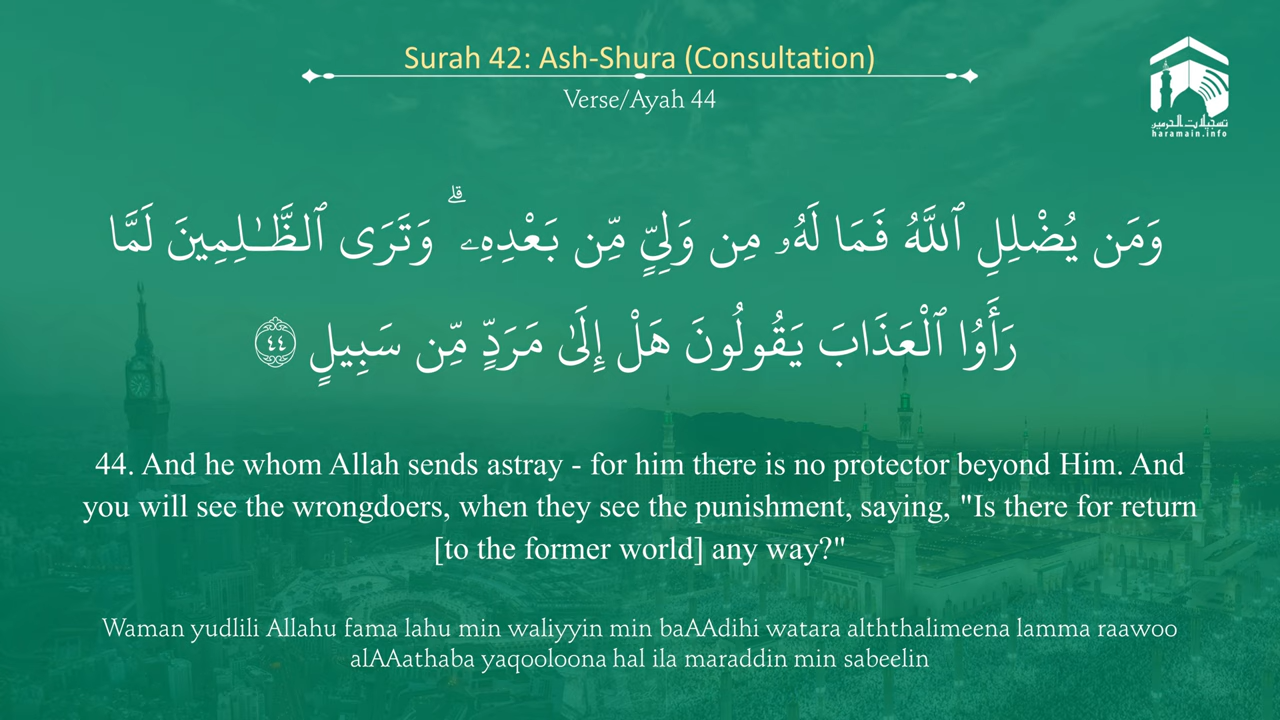 Surah 42: Ash-Shura (Consultation)
Verse/Ayah 44
تسجيلات الحرمين
haramain.info
وَمَن يُضْلِلِ ٱللَّهُ فَمَا لَهُۥ مِن وَلِىٍّۢ مِّنۢ بَعْدِهِۦ ۗ وَتَرَى ٱلظَّـٰلِمِينَ لَمَّا
رَأَوُا۟ ٱلْعَذَابَ يَقُولُونَ هَلْ إِلَىٰ مَرَدٍّۢ مِّن سَبِيلٍۢ ٤٤
44. And he whom Allah sends astray - for him there is no protector beyond Him. And
you will see the wrongdoers, when they see the punishment, saying, "Is there for return
[to the former world] any way?"
Waman yudlili Allahu fama lahu min waliyyin min baAAdihi watara alththalimeena lamma raawoo
alAAathaba yaqooloona hal ila maraddin min sabeelin